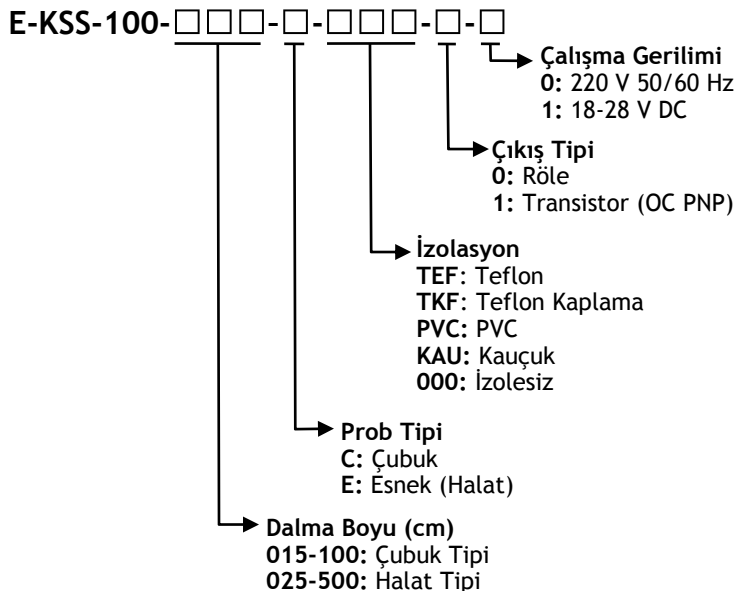 E-KSS-100-□□□-□-□□□-□-□
Çalışma Gerilimi
0: 220 V 50/60 Hz
1: 18-28 V DC
Çıkış Tipi
0: Röle
1: Transistor (OC PNP)
İzolasyon
TEF: Teflon
TKF: Teflon Kaplama
PVC: PVC
KAU: Kauçuk
000: İzolesiz
Prob Tipi
C: Çubuk
E: Esnek (Halat)
Dalma Boyu (cm)
015-100: Çubuk Tipi
025-500: Halat Tipi